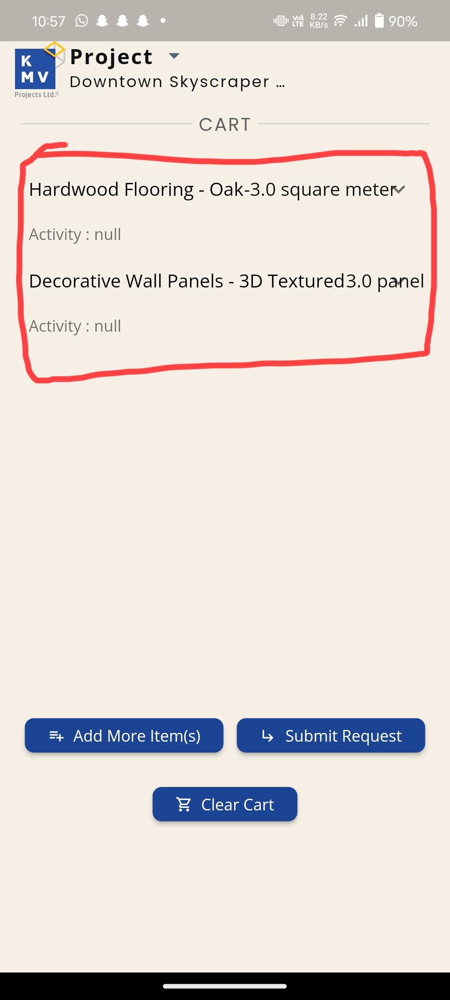 10:57 VoLTE 8.22 KB/s 90%
K
M V
Projects Ltd.®
Project
Downtown Skyscraper ...
CART
Hardwood Flooring - Oak-3.0 square meter
Activity : null
Decorative Wall Panels - 3D Textured3.0 panel
Activity : null
Add More Item(s)
Submit Request
Clear Cart